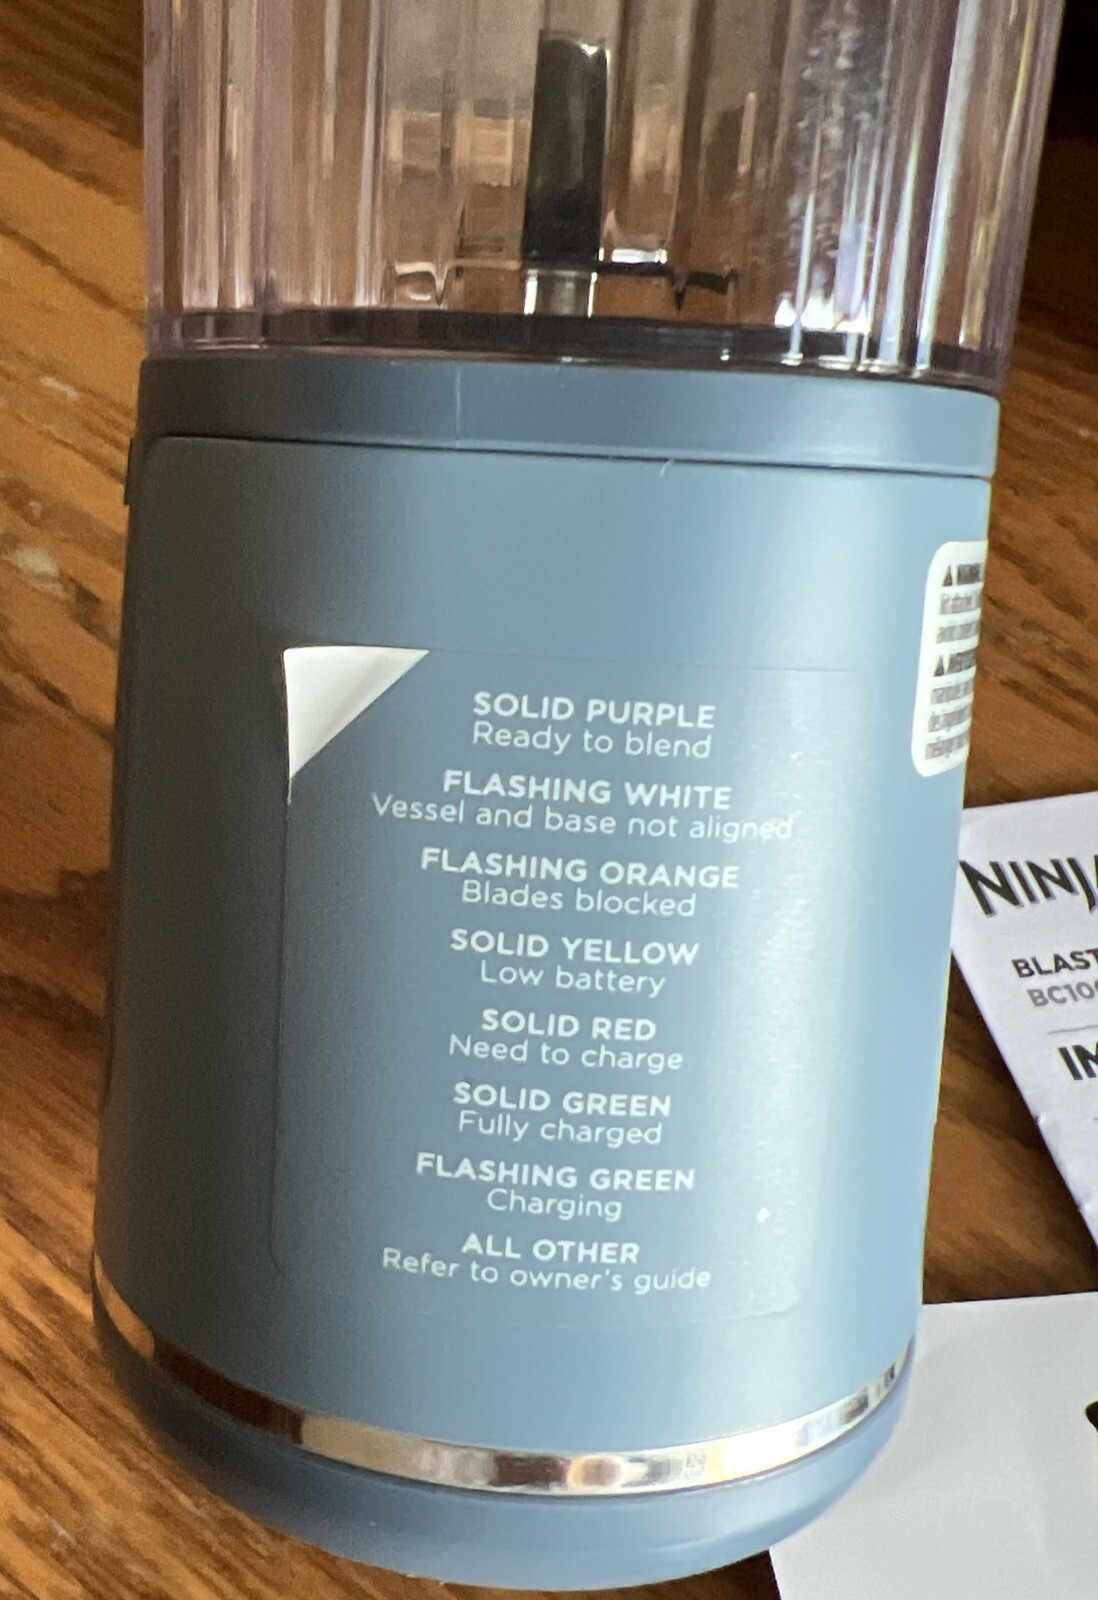 SOLID PURPLE
Ready to blend
FLASHING WHITE
Vessel and base not aligned
FLASHING ORANGE
Blades blocked
SOLID YELLOW
Low battery
SOLID RED
Need to charge
SOLID GREEN
Fully charged
FLASHING GREEN
Charging
ALL OTHER
Refer to owner's guide
NINJA
BLAST